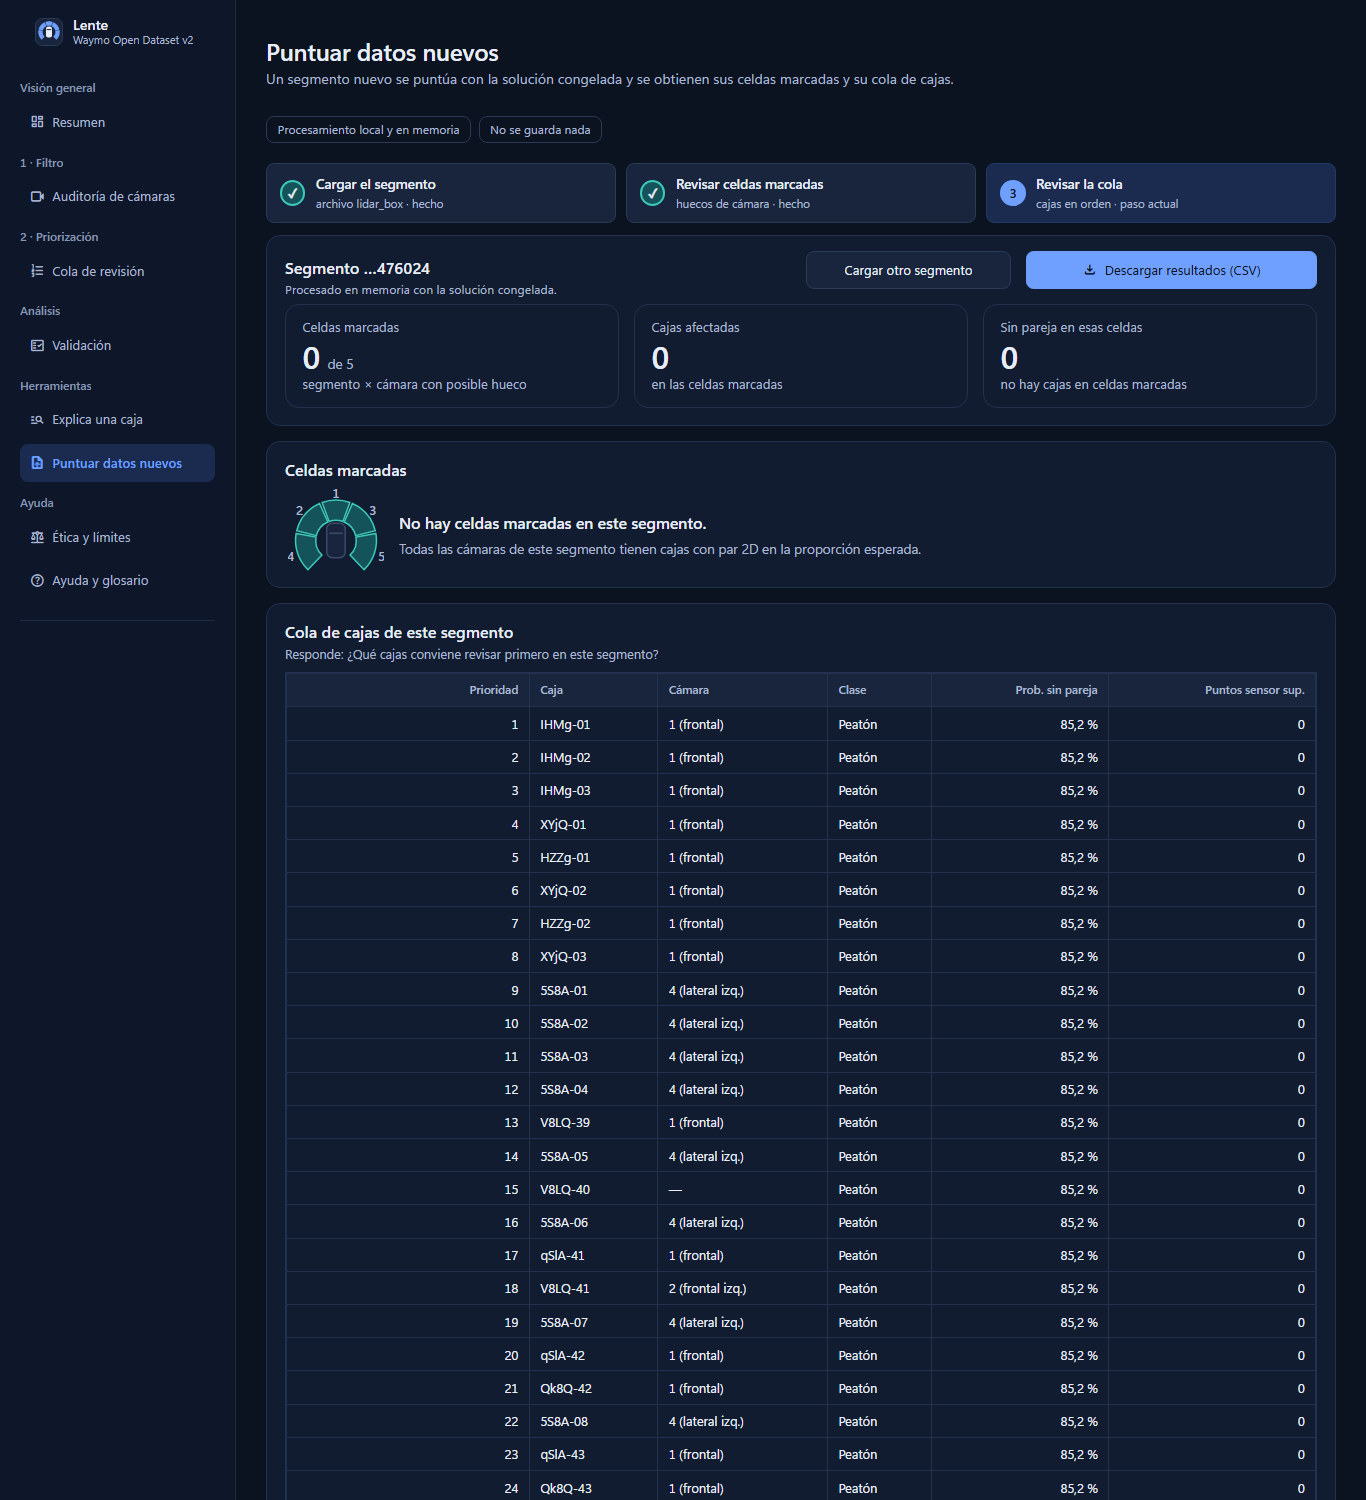 Lente
Waymo Open Dataset v2
Visión general
Resumen
1 · Filtro
Auditoría de cámaras
2 · Priorización
Cola de revisión
Análisis
Validación
Herramientas
Explica una caja
Puntuar datos nuevos
Ayuda
Ética y límites
Ayuda y glosario
Puntuar datos nuevos
Un segmento nuevo se puntúa con la solución congelada y se obtienen sus celdas marcadas y su cola de cajas.
Procesamiento local y en memoria
No se guarda nada
Cargar el segmento
archivo lidar_box · hecho
Revisar celdas marcadas
huecos de cámara · hecho
3
Revisar la cola
cajas en orden · paso actual
Segmento ...476024
Procesado en memoria con la solución congelada.
Cargar otro segmento
Descargar resultados (CSV)
Celdas marcadas
0 de 5
segmento × cámara con posible hueco
Cajas afectadas
0
en las celdas marcadas
Sin pareja en esas celdas
0
no hay cajas en celdas marcadas
Celdas marcadas
1
2 3
4 5
No hay celdas marcadas en este segmento.
Todas las cámaras de este segmento tienen cajas con par 2D en la proporción esperada.
Cola de cajas de este segmento
Responde: ¿Qué cajas conviene revisar primero en este segmento?
Prioridad Caja Cámara Clase Prob. sin pareja Puntos sensor sup.
1 IHMg-01 1 (frontal) Peatón 85,2 % 0
2 IHMg-02 1 (frontal) Peatón 85,2 % 0
3 IHMg-03 1 (frontal) Peatón 85,2 % 0
4 XYjQ-01 1 (frontal) Peatón 85,2 % 0
5 HZZg-01 1 (frontal) Peatón 85,2 % 0
6 XYjQ-02 1 (frontal) Peatón 85,2 % 0
7 HZZg-02 1 (frontal) Peatón 85,2 % 0
8 XYjQ-03 1 (frontal) Peatón 85,2 % 0
9 5S8A-01 4 (lateral izq.) Peatón 85,2 % 0
10 5S8A-02 4 (lateral izq.) Peatón 85,2 % 0
11 5S8A-03 4 (lateral izq.) Peatón 85,2 % 0
12 5S8A-04 4 (lateral izq.) Peatón 85,2 % 0
13 V8LQ-39 1 (frontal) Peatón 85,2 % 0
14 5S8A-05 4 (lateral izq.) Peatón 85,2 % 0
15 V8LQ-40 — Peatón 85,2 % 0
16 5S8A-06 4 (lateral izq.) Peatón 85,2 % 0
17 qSlA-41 1 (frontal) Peatón 85,2 % 0
18 V8LQ-41 2 (frontal izq.) Peatón 85,2 % 0
19 5S8A-07 4 (lateral izq.) Peatón 85,2 % 0
20 qSlA-42 1 (frontal) Peatón 85,2 % 0
21 Qk8Q-42 1 (frontal) Peatón 85,2 % 0
22 5S8A-08 4 (lateral izq.) Peatón 85,2 % 0
23 qSlA-43 1 (frontal) Peatón 85,2 % 0
24 Qk8Q-43 1 (frontal) Peatón 85,2 % 0